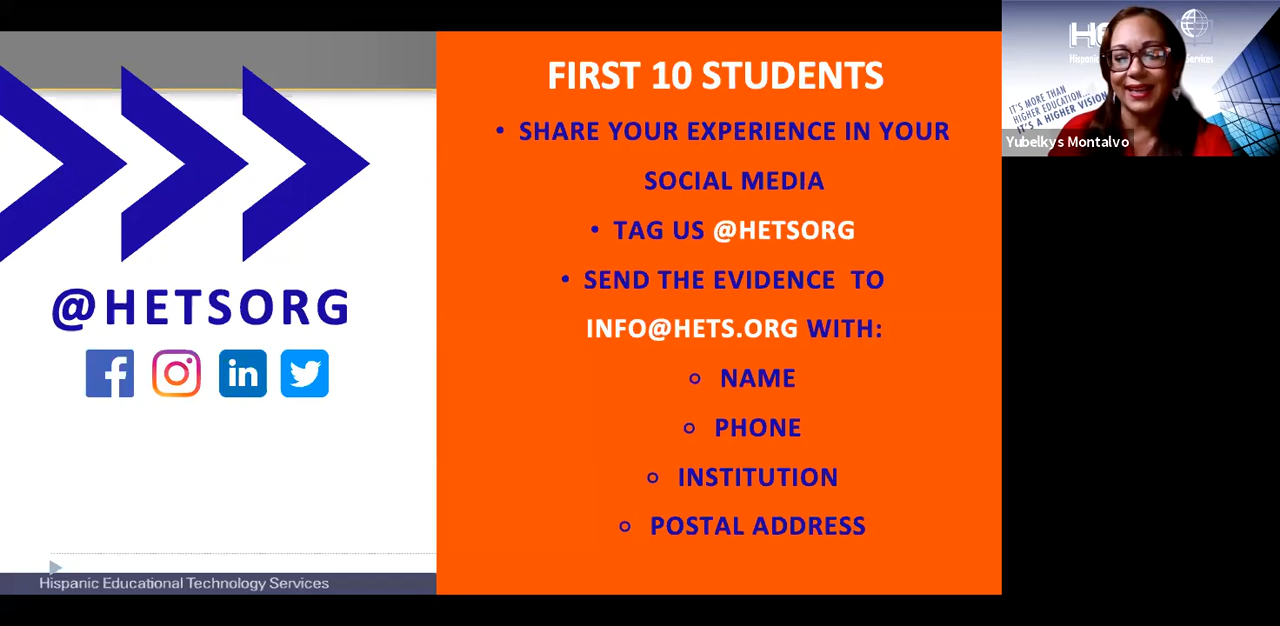 @HETSORG
Hispanic Educational Technology Services
FIRST 10 STUDENTS
• SHARE YOUR EXPERIENCE IN YOUR
SOCIAL MEDIA
• TAG US @HETSORG
• SEND THE EVIDENCE TO
INFO@HETS.ORG WITH:
○ NAME
○ PHONE
○ INSTITUTION
○ POSTAL ADDRESS
IT'S MORE THAN
HIGHER EDUCATION...
IT'S A HIGHER VISION
Yubelkys Montalvo